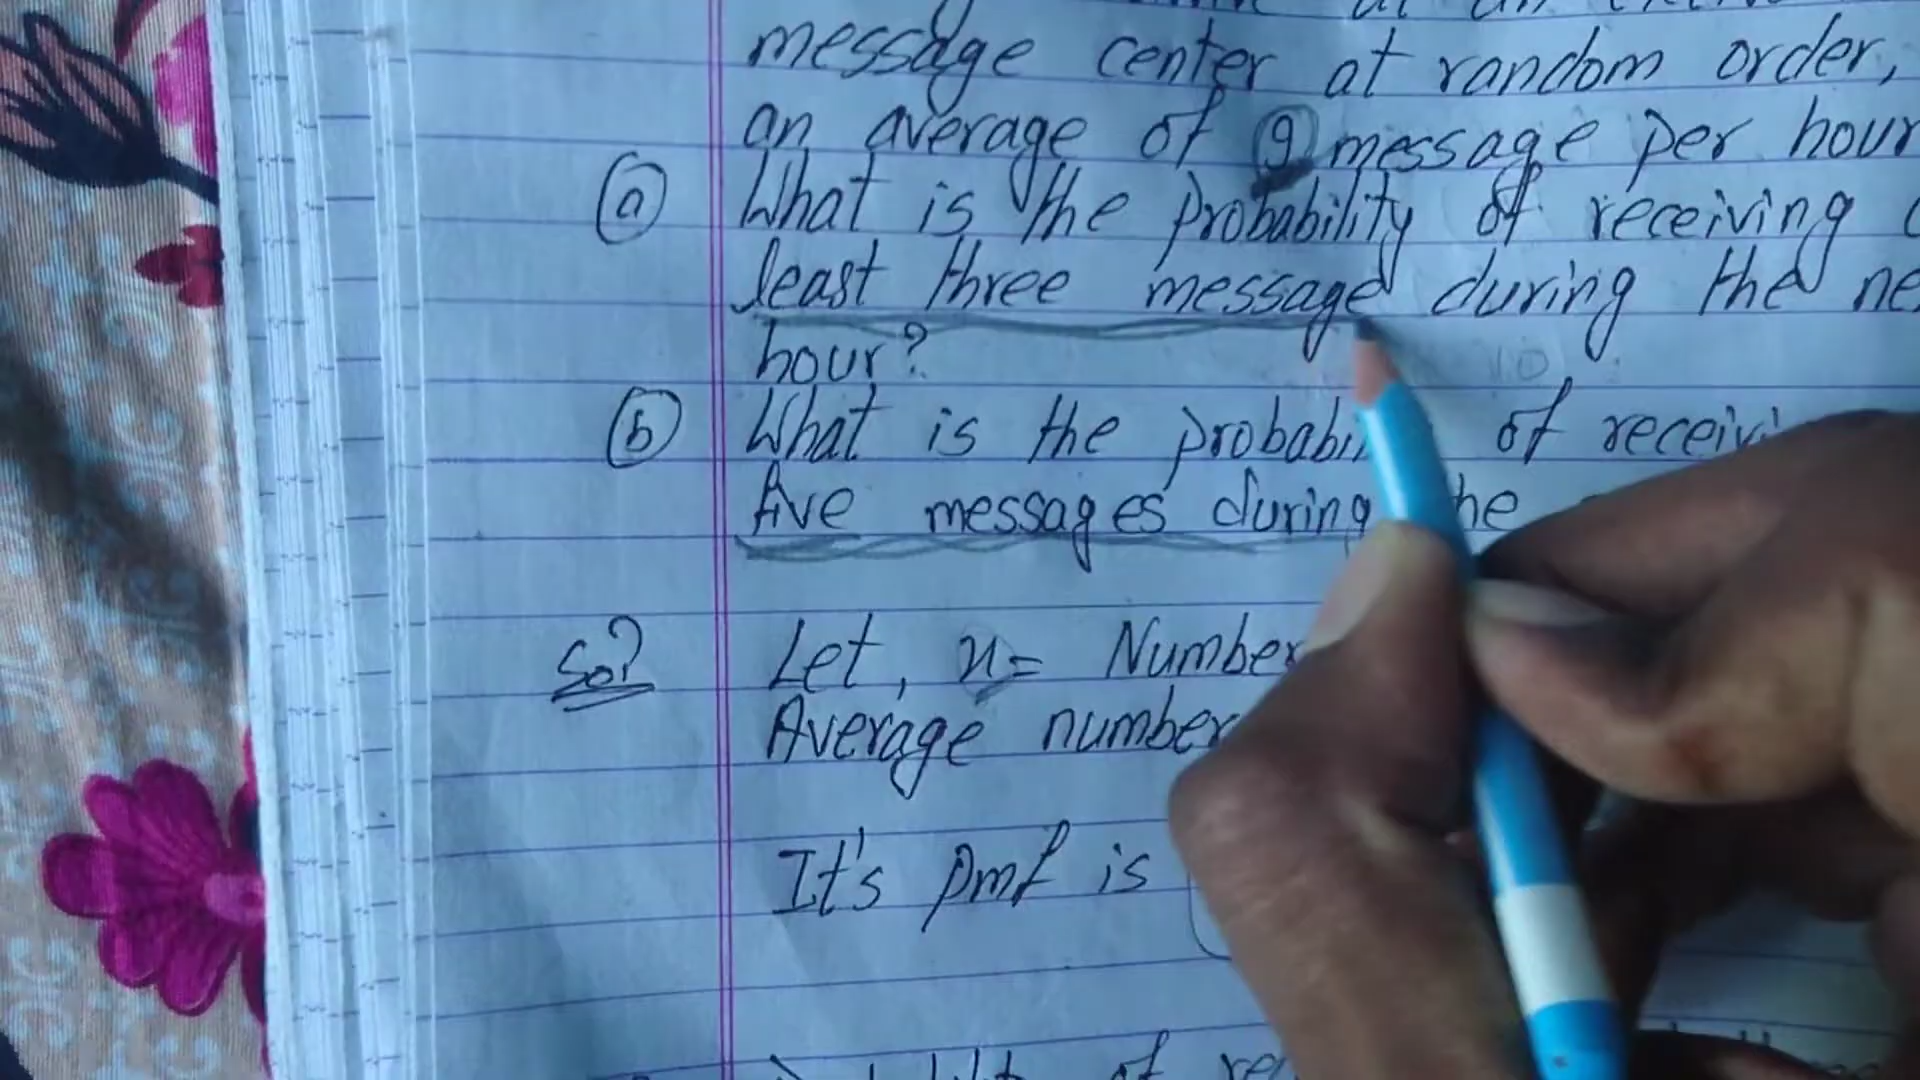 message center at random order,
an average of 9 message per hour
(a) What is the probability of receiving
least three message during the
hour?
(b) What is the of
five messages during
Sol Let, x = Number
Average number
It's pmf is
of